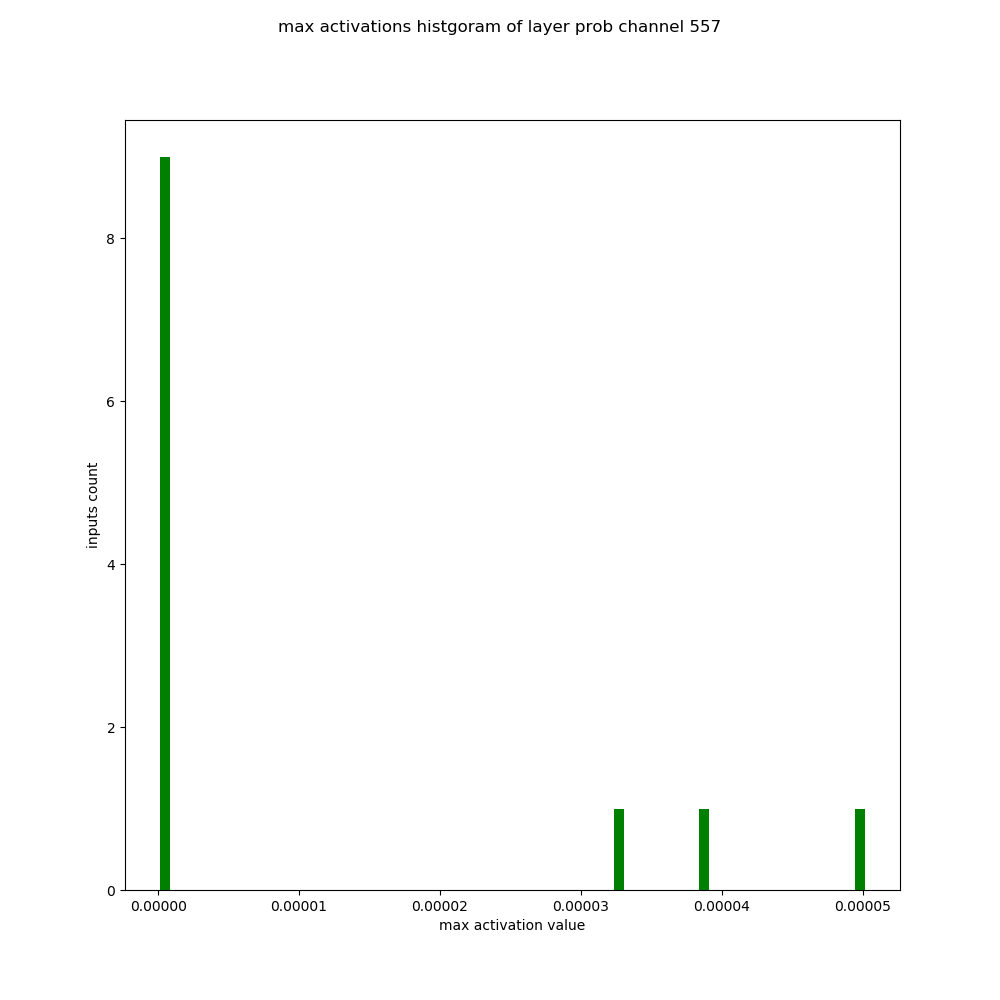 max activations histgoram of layer prob channel 557
8
6
4
2
0
inputs count
0.00000 0.00001 0.00002 0.00003 0.00004 0.00005
max activation value